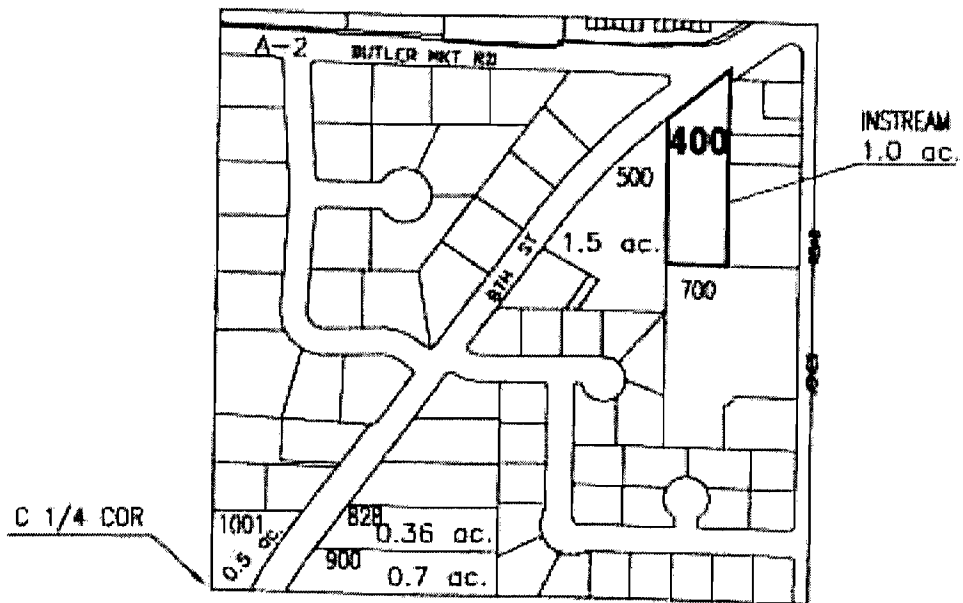 A-2
BUTLER MKT RD
400
INSTREAM
1.0 ac.
500
8TH ST
1.5 ac.
700
C 1/4 COR
1001
0.5 ac.
828
0.36 ac.
900
0.7 ac.